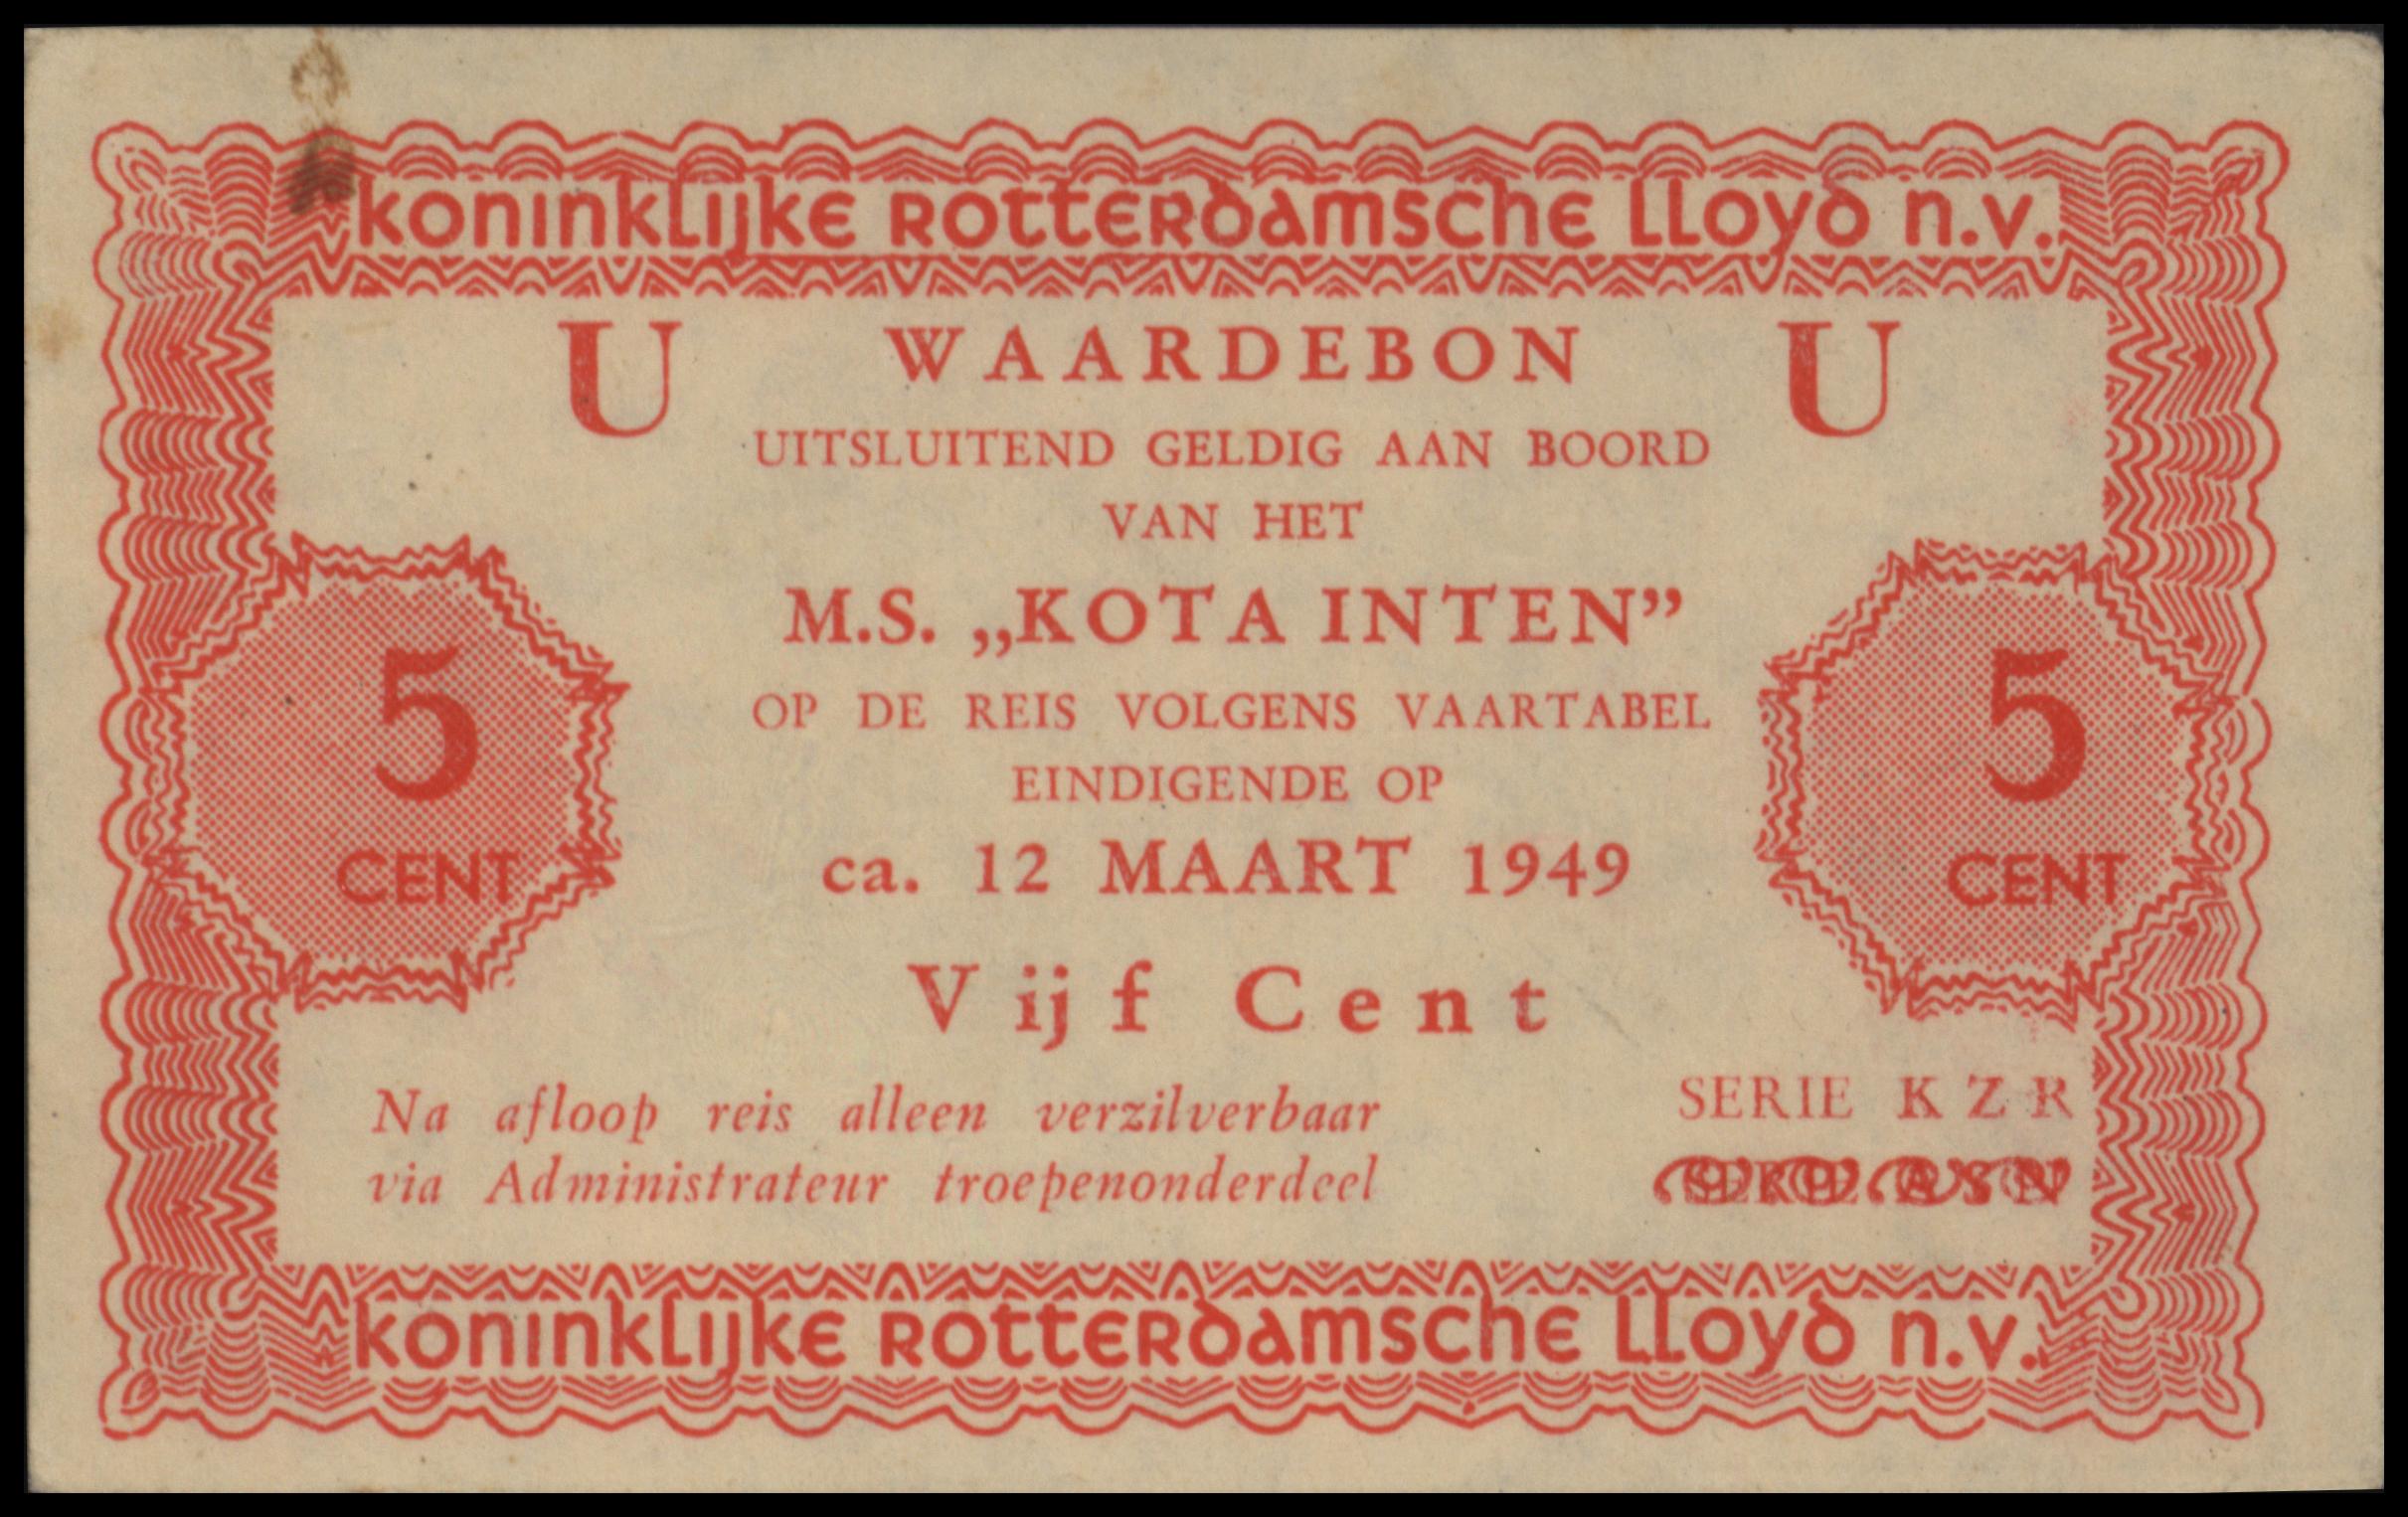 koninklijke Rotterdamsche Lloyd n.v.
U WAARDEBON U
UITSLUITEND GELDIG AAN BOORD
VAN HET
M.S. „KOTA INTEN”
OP DE REIS VOLGENS VAARTABEL
EINDIGENDE OP
ca. 12 MAART 1949
5 CENT
5 CENT
Vijf Cent
Na afloop reis alleen verzilverbaar
via Administrateur troepenonderdeel
SERIE KZR
SERIE ASN
koninklijke Rotterdamsche Lloyd n.v.